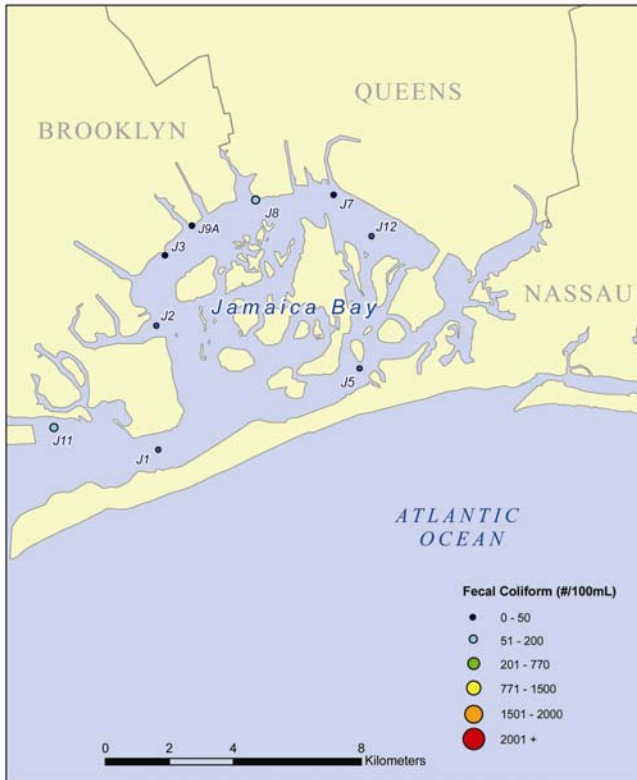 QUEENS
BROOKLYN
J8
J7
J9A
J12
J3
Jamaica Bay
NASSAU
J2
J5
J11
J1
ATLANTIC
OCEAN
Fecal Coliform (#/100mL)
0 - 50
51 - 200
201 - 770
771 - 1500
1501 - 2000
2001 +
0 2 4 8
Kilometers